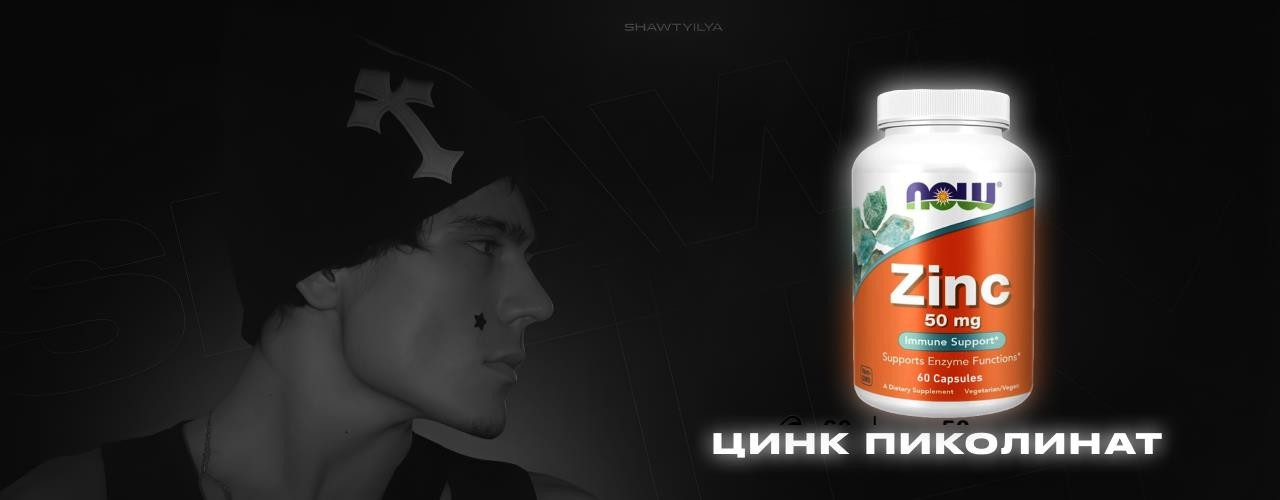 SHAWTYILYA
now®
Zinc
50 mg
Immune Support*
Supports Enzyme Functions*
60 Capsules
A Dietary Supplement Vegetarian/Vegan
ЦИНК ПИКОЛИНАТ